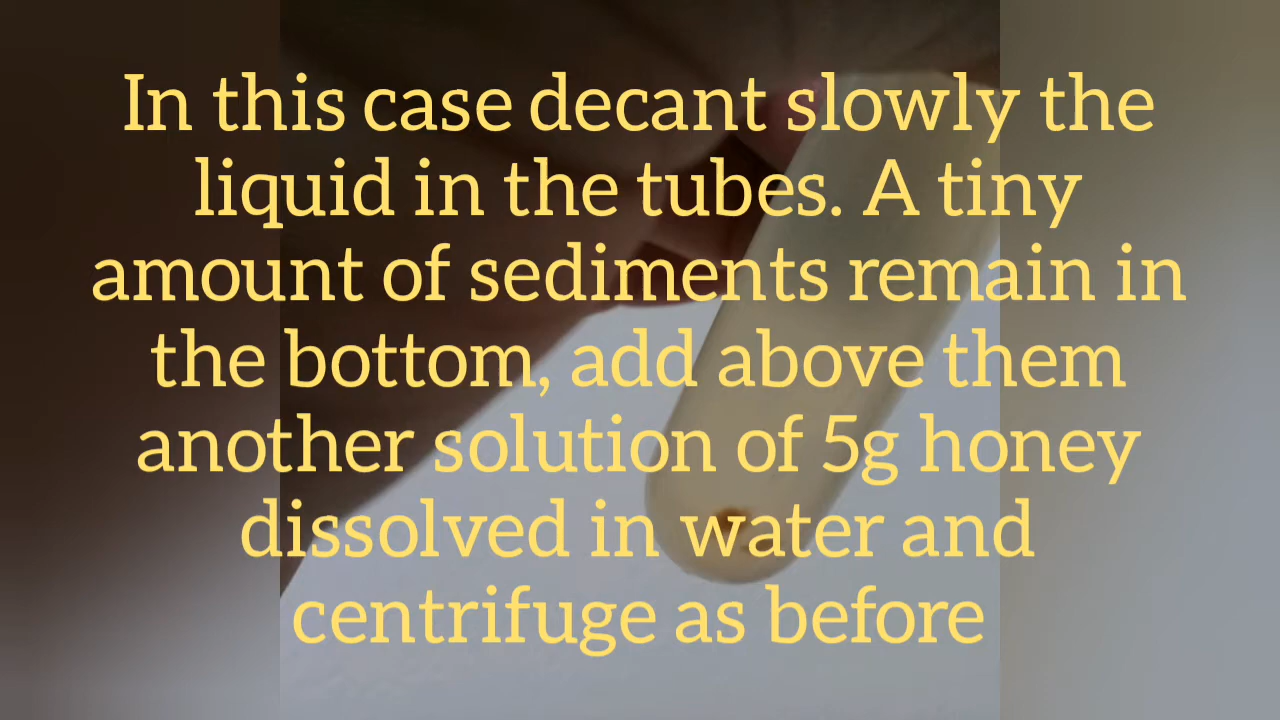 In this case decant slowly the
liquid in the tubes. A tiny
amount of sediments remain in
the bottom, add above them
another solution of 5g honey
dissolved in water and
centrifuge as before